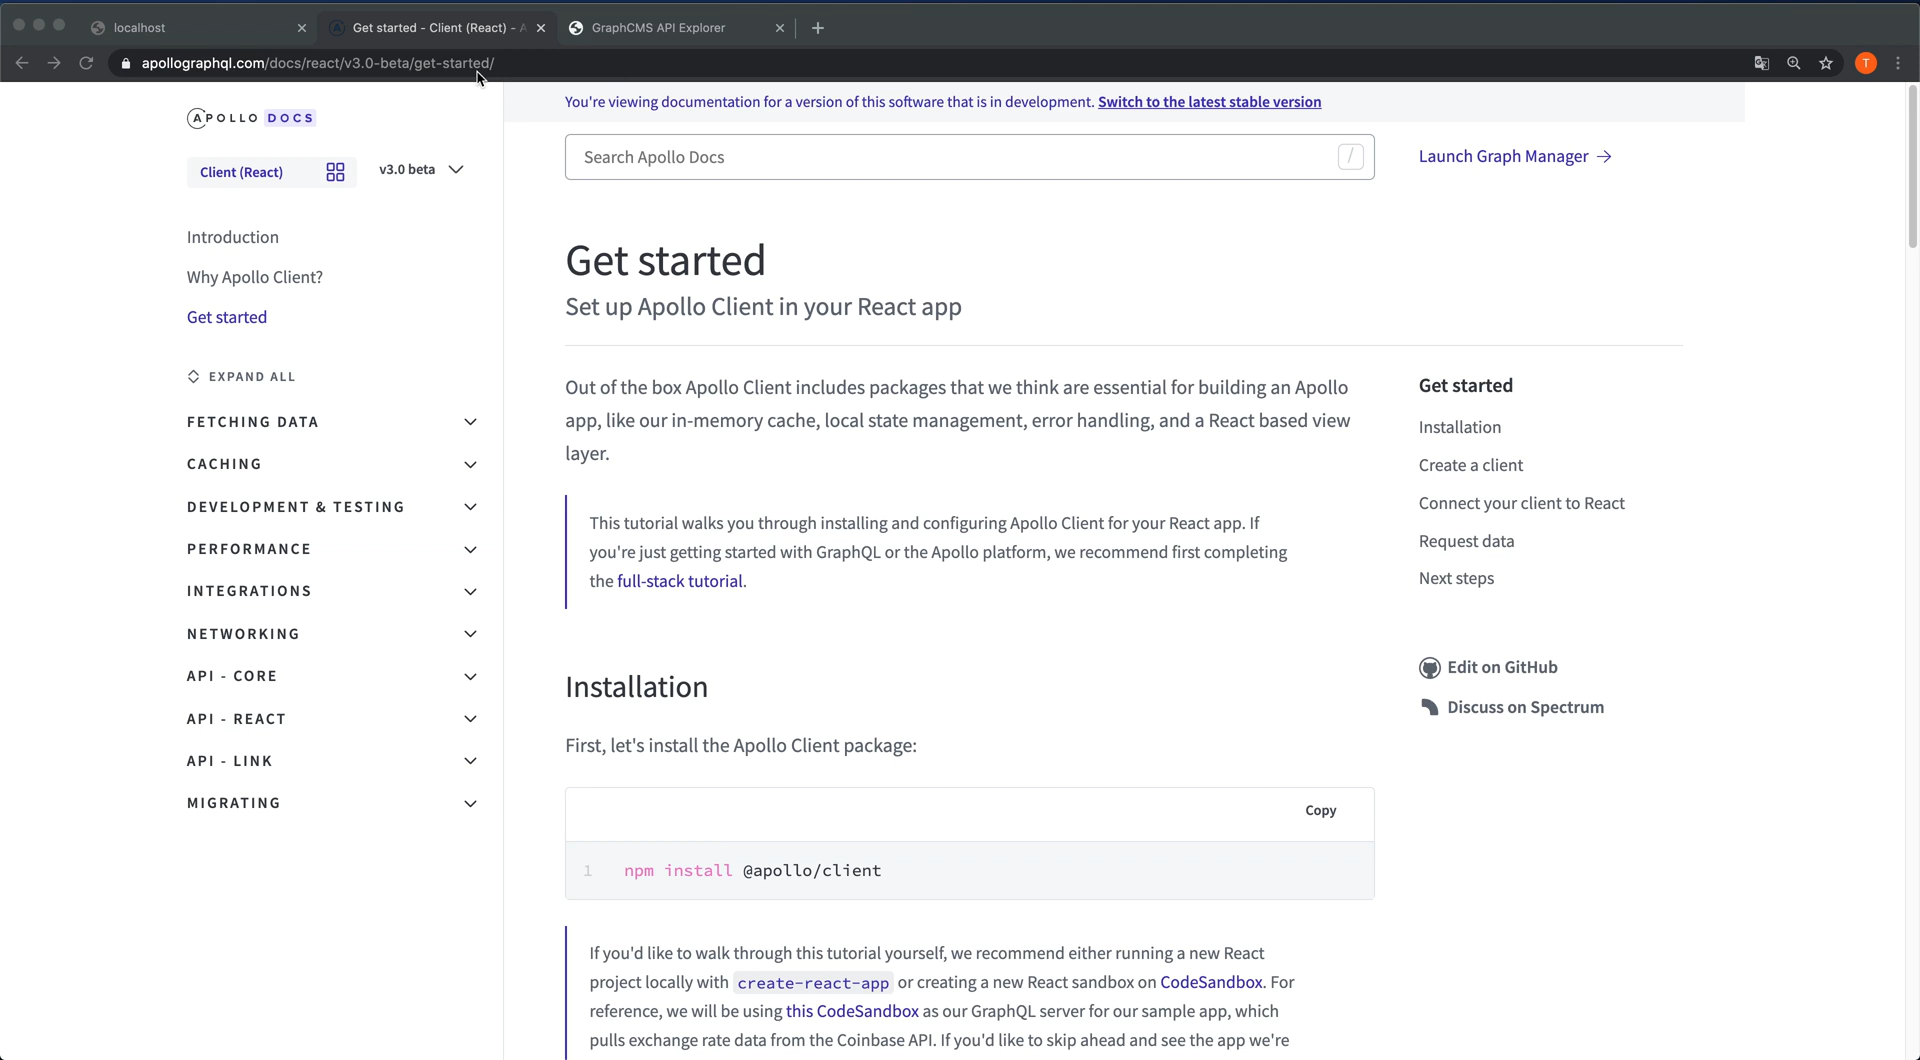 localhost
Get started - Client (React) - A
GraphCMS API Explorer
apollographql.com/docs/react/v3.0-beta/get-started/
T
You're viewing documentation for a version of this software that is in development. Switch to the latest stable version
APOLLO DOCS
Search Apollo Docs
/
Launch Graph Manager →
Client (React)
v3.0 beta
Introduction
Why Apollo Client?
Get started
EXPAND ALL
FETCHING DATA
CACHING
DEVELOPMENT & TESTING
PERFORMANCE
INTEGRATIONS
NETWORKING
API - CORE
API - REACT
API - LINK
MIGRATING
Get started
Set up Apollo Client in your React app
Out of the box Apollo Client includes packages that we think are essential for building an Apollo
app, like our in-memory cache, local state management, error handling, and a React based view
layer.
This tutorial walks you through installing and configuring Apollo Client for your React app. If
you're just getting started with GraphQL or the Apollo platform, we recommend first completing
the full-stack tutorial.
Installation
First, let's install the Apollo Client package:
Copy
1 npm install @apollo/client
If you'd like to walk through this tutorial yourself, we recommend either running a new React
project locally with create-react-app or creating a new React sandbox on CodeSandbox. For
reference, we will be using this CodeSandbox as our GraphQL server for our sample app, which
pulls exchange rate data from the Coinbase API. If you'd like to skip ahead and see the app we're
Get started
Installation
Create a client
Connect your client to React
Request data
Next steps
Edit on GitHub
Discuss on Spectrum